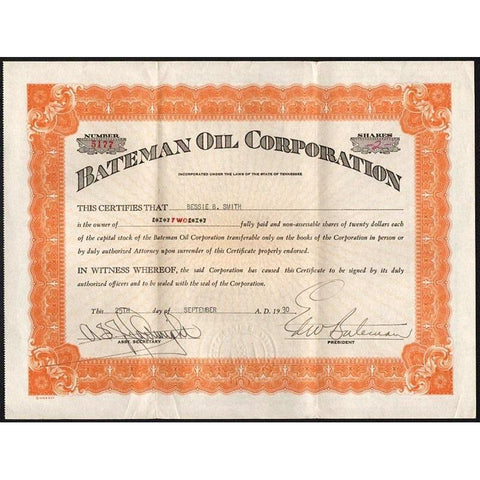 NUMBER
5177
SHARES
2
BATEMAN OIL CORPORATION
INCORPORATED UNDER THE LAWS OF THE STATE OF TENNESSEE
THIS CERTIFIES THAT BESSIE B. SMITH
is the owner of TWO fully paid and non-assessable shares of twenty dollars each
of the capital stock of the Bateman Oil Corporation transferable only on the books of the Corporation in person or
by duly authorized Attorney upon surrender of this Certificate properly endorsed.
IN WITNESS WHEREOF, the said Corporation has caused this Certificate to be signed by its duly
authorized officers and to be sealed with the seal of the Corporation.
This 25TH day of SEPTEMBER A. D. 1930
Bateman
ASST. SECRETARY
PRESIDENT